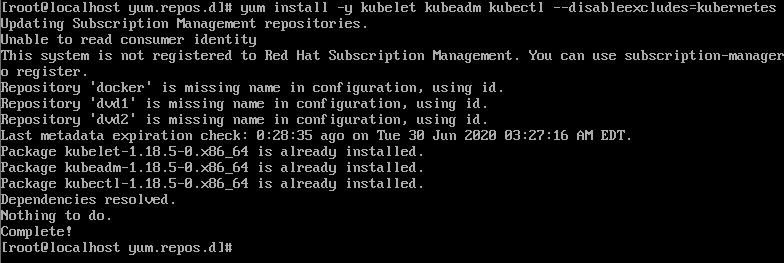 [root@localhost yum.repos.d]# yum install -y kubelet kubeadm kubectl --disableexcludes=kubernetes
Updating Subscription Management repositories.
Unable to read consumer identity
This system is not registered to Red Hat Subscription Management. You can use subscription-manager
o register.
Repository 'docker' is missing name in configuration, using id.
Repository 'dvd1' is missing name in configuration, using id.
Repository 'dvd2' is missing name in configuration, using id.
Last metadata expiration check: 0:28:35 ago on Tue 30 Jun 2020 03:27:16 AM EDT.
Package kubelet-1.18.5-0.x86_64 is already installed.
Package kubeadm-1.18.5-0.x86_64 is already installed.
Package kubectl-1.18.5-0.x86_64 is already installed.
Dependencies resolved.
Nothing to do.
Complete!
[root@localhost yum.repos.d]#